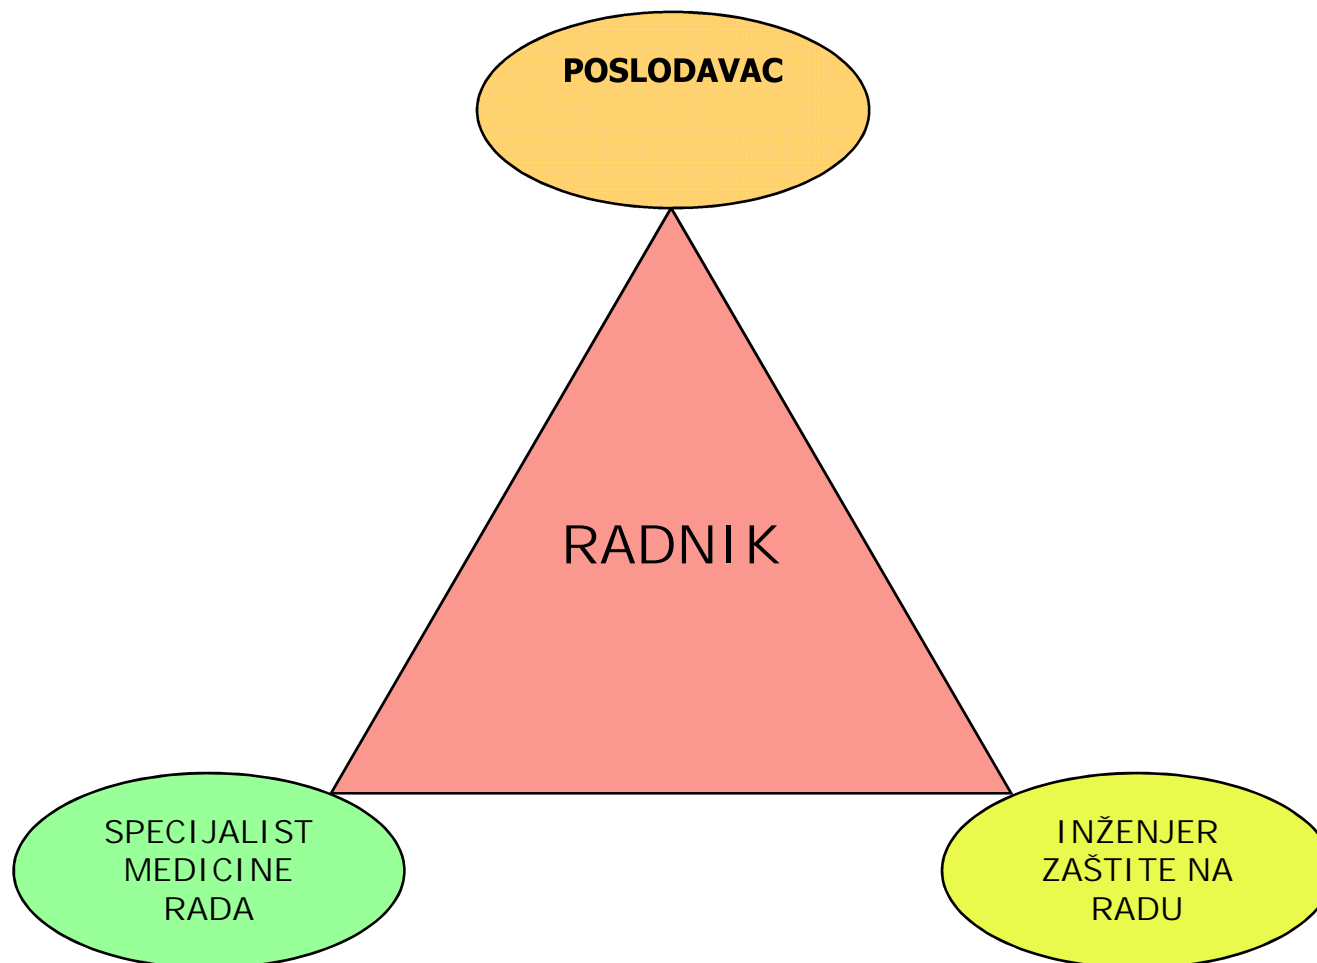 POSLODAVAC
RADNIK
SPECIJALIST
MEDICINE
RADA
INŽENJER
ZAŠTITE NA
RADU